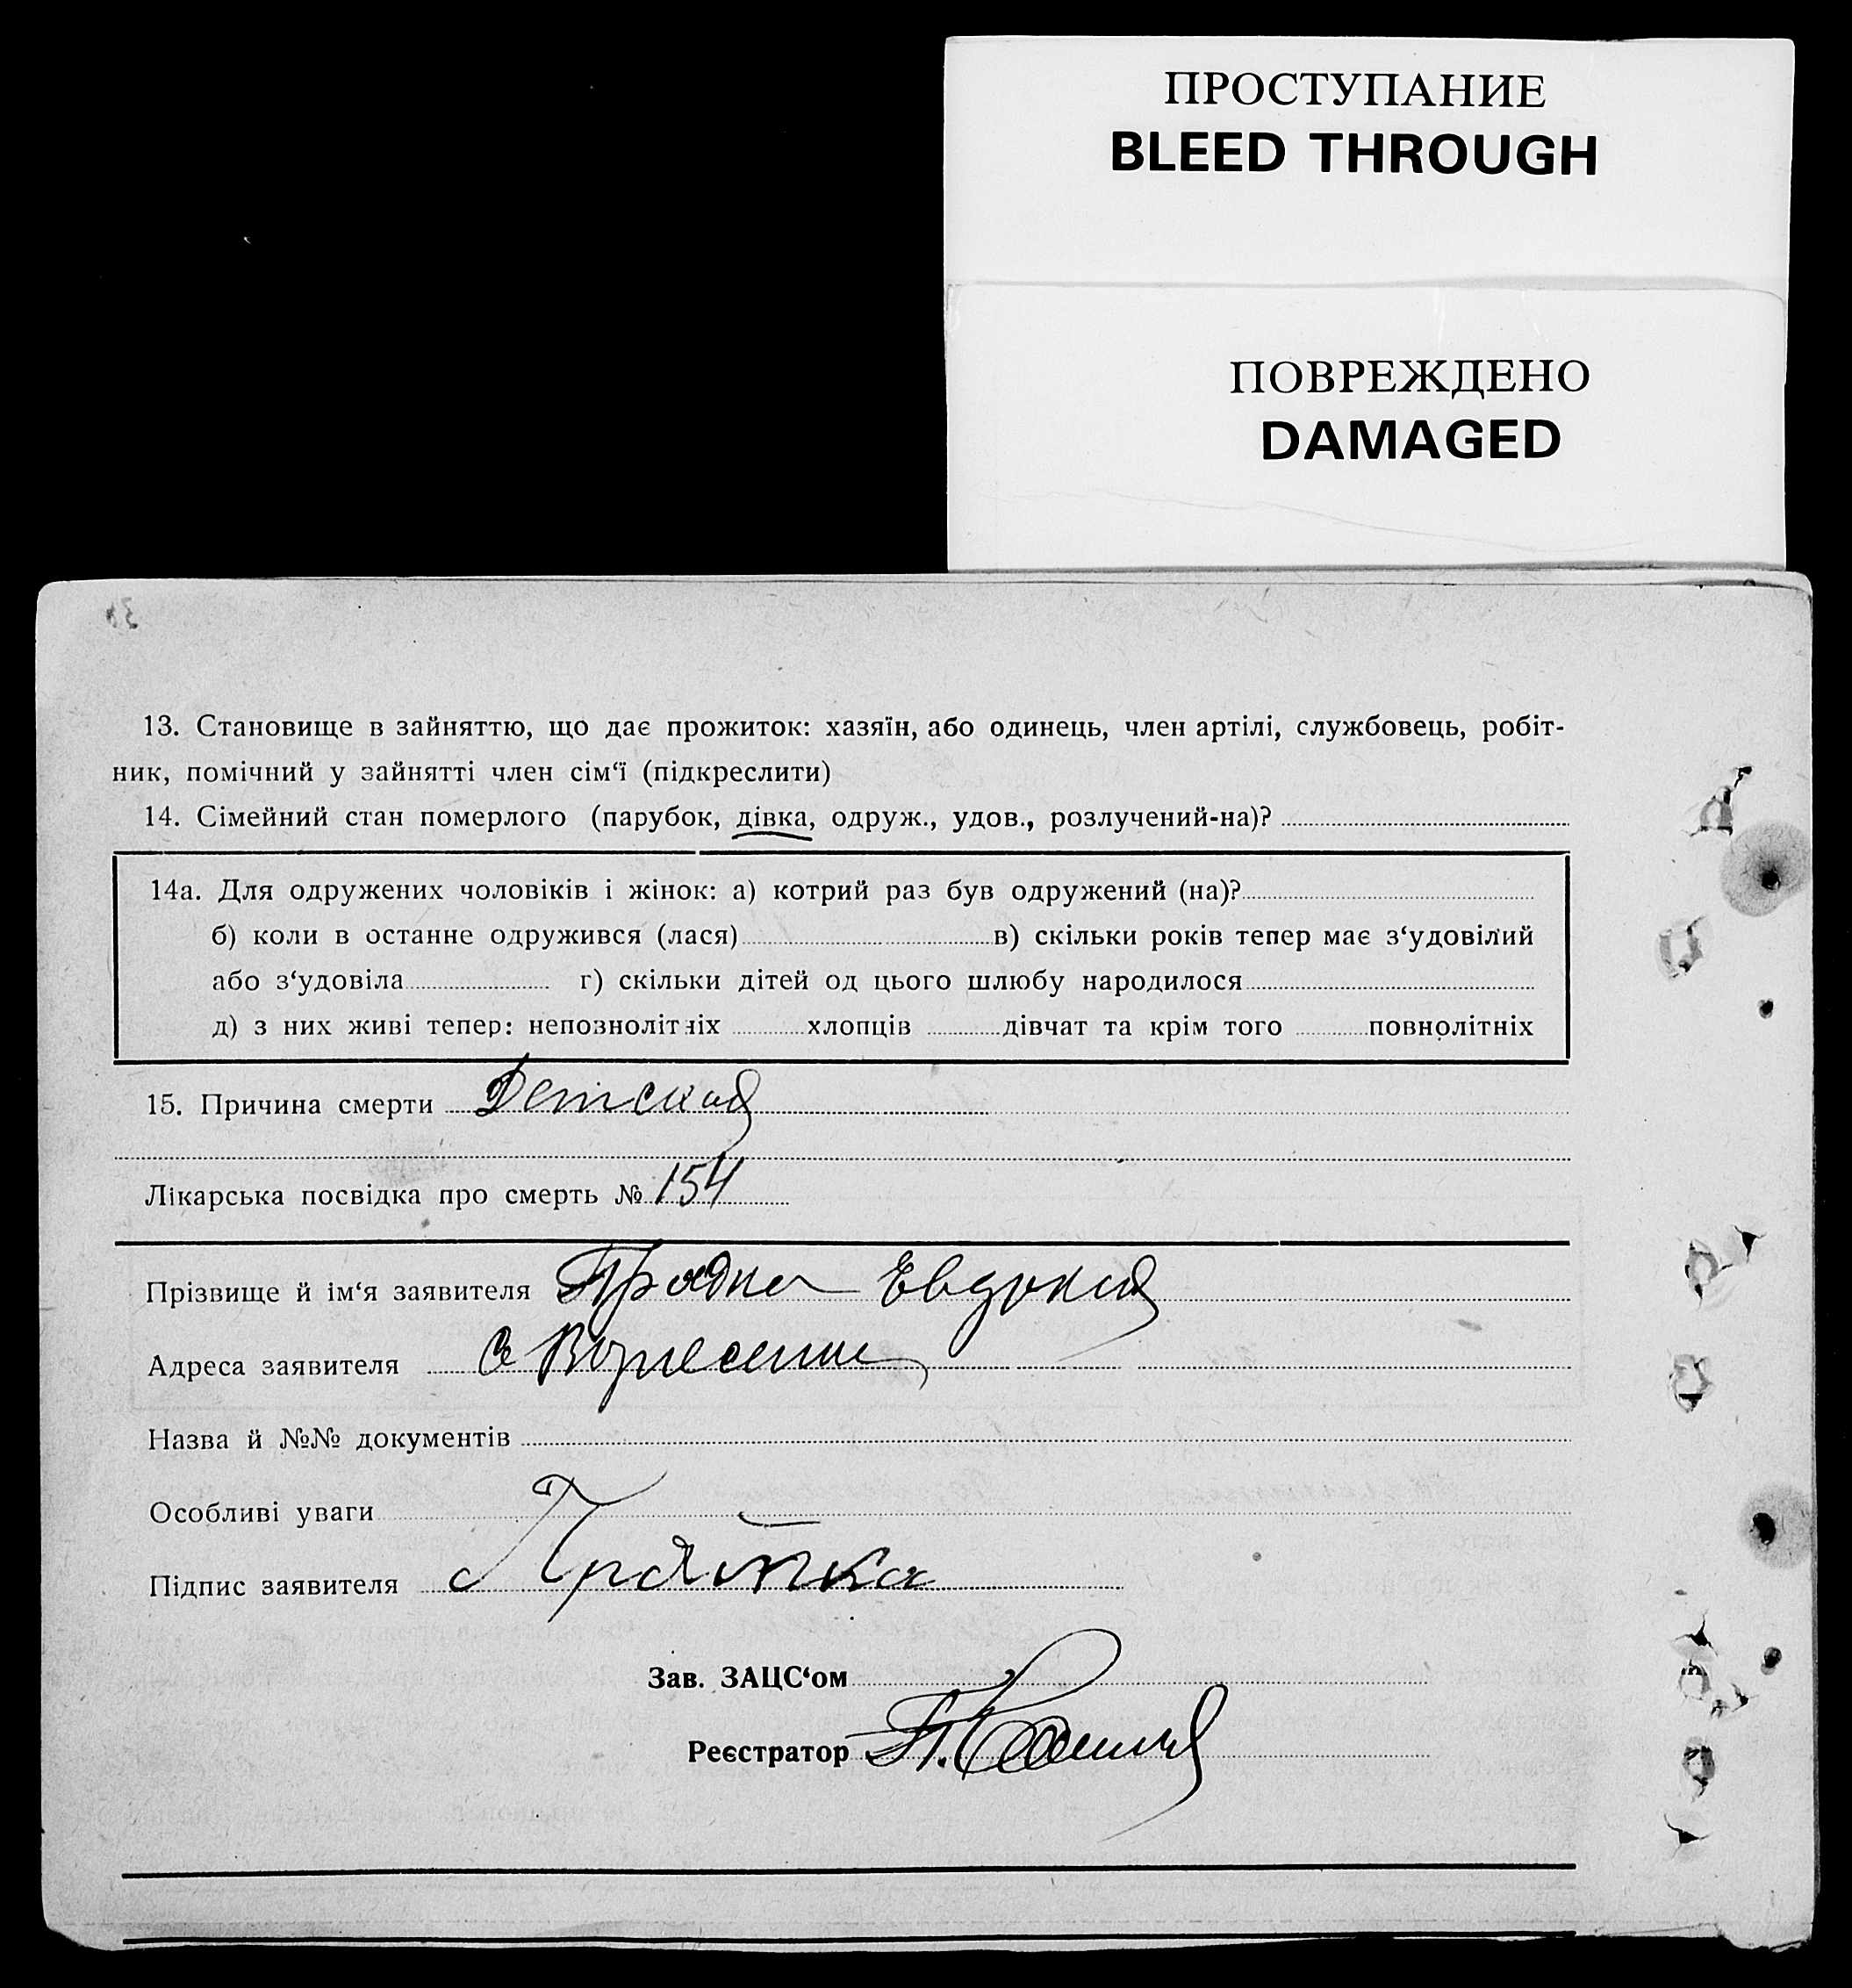 ПРОСТУПАНИЕ
BLEED THROUGH
ПОВРЕЖДЕНО
DAMAGED
13. Становище в зайняттю, що дає прожиток: хазяїн, або одинець, член артілі, службовець, робіт-
ник, помічний у зайнятті член сім‘ї (підкреслити)
14. Сімейний стан померлого (парубок, дівка, одруж., удов., розлучений-на)?
14а. Для одружених чоловіків і жінок: а) котрий раз був одружений (на)?
б) коли в останне одружився (лася) в) скільки років тепер має з‘удовілий
або з‘удовіла г) скільки дітей од цього шлюбу народилося
д) з них живі тепер: непознолітніх хлопців дівчат та крім того повнолітніх
15. Причина смерти Детская
Лікарська посвідка про смерть № 154
Прізвище й ім‘я заявителя Евдокия
Адреса заявителя С Вознесенье
Назва й №№ документів
Особливі уваги
Підпис заявителя
Зав. ЗАЦС‘ом
Реєстратор